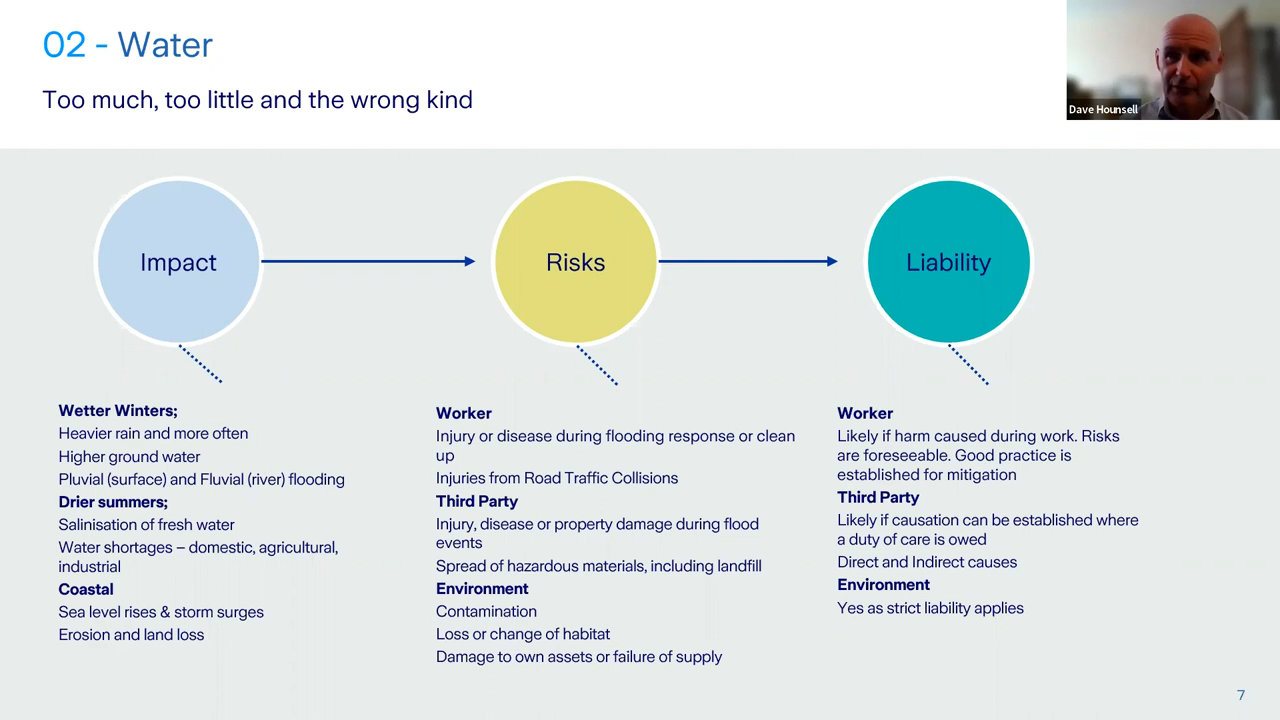 02 - Water
Too much, too little and the wrong kind
Dave Hounsell
Impact
Risks
Liability
Wetter Winters;
Heavier rain and more often
Higher ground water
Pluvial (surface) and Fluvial (river) flooding
Drier summers;
Salinisation of fresh water
Water shortages – domestic, agricultural,
industrial
Coastal
Sea level rises & storm surges
Erosion and land loss
Worker
Injury or disease during flooding response or clean
up
Injuries from Road Traffic Collisions
Third Party
Injury, disease or property damage during flood
events
Spread of hazardous materials, including landfill
Environment
Contamination
Loss or change of habitat
Damage to own assets or failure of supply
Worker
Likely if harm caused during work. Risks
are foreseeable. Good practice is
established for mitigation
Third Party
Likely if causation can be established where
a duty of care is owed
Direct and Indirect causes
Environment
Yes as strict liability applies
7